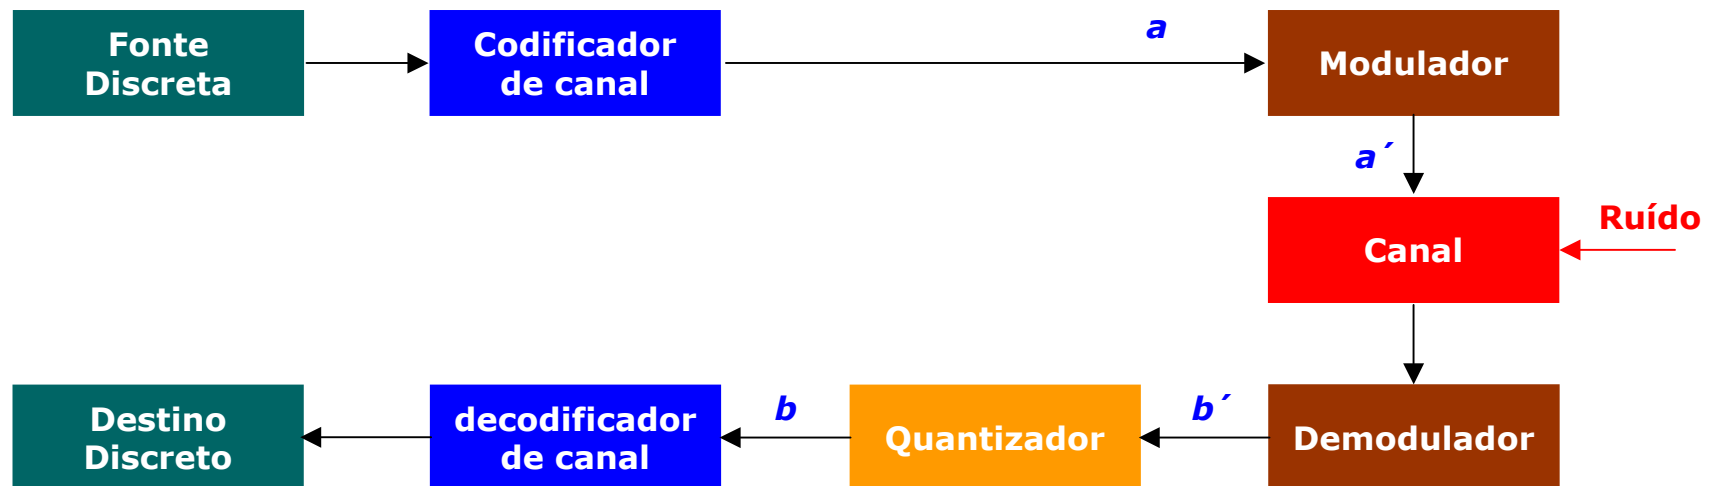 Fonte
Discreta
Codificador
de canal
a
Modulador
a´
Canal
Ruído
Destino
Discreto
decodificador
de canal
b
Quantizador
b´
Demodulador